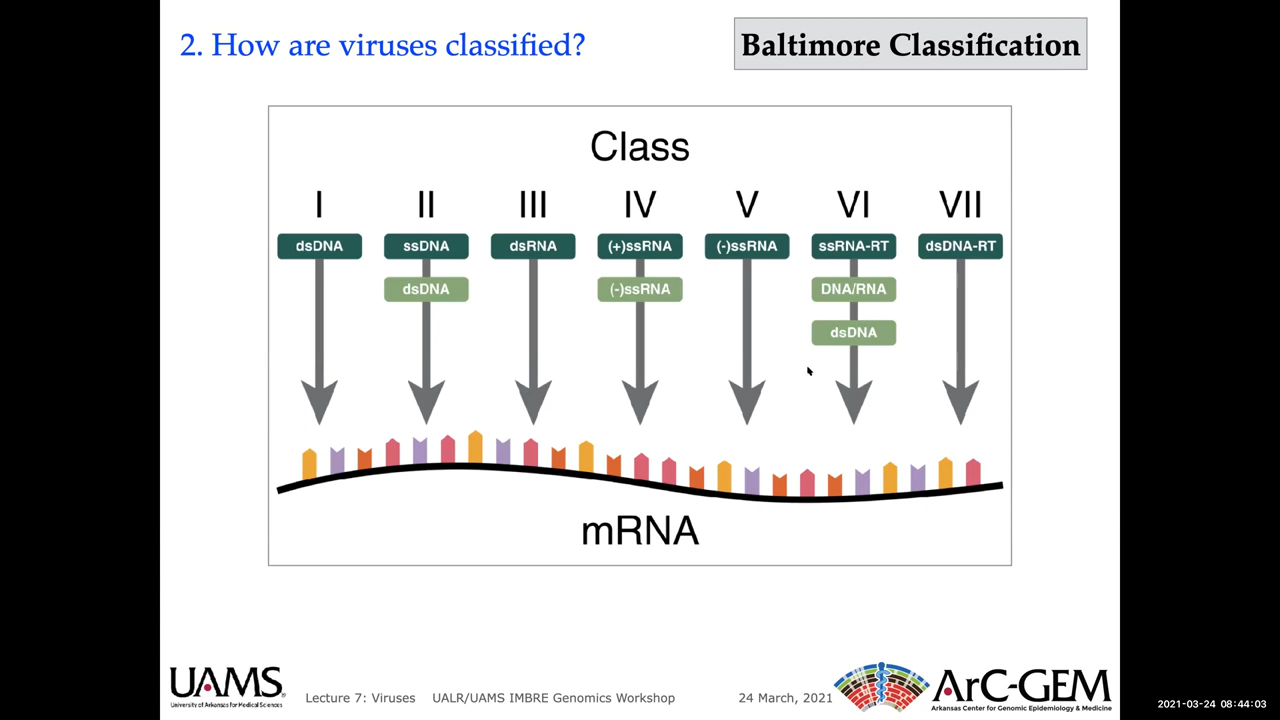 2. How are viruses classified?
Baltimore Classification
Class
I II III IV V VI VII
dsDNA ssDNA dsRNA (+)ssRNA (-)ssRNA ssRNA-RT dsDNA-RT
dsDNA (-)ssRNA DNA/RNA
dsDNA
mRNA
UAMS
University of Arkansas for Medical Sciences
Lecture 7: Viruses UALR/UAMS IMBRE Genomics Workshop 24 March, 2021
ArC-GEM
Arkansas Center for Genomic Epidemiology & Medicine
2021-03-24 08:44:03